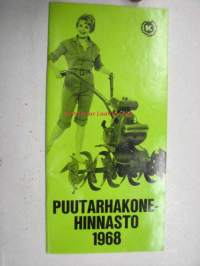 K
PUUTARHAKONE-
HINNASTO
1968